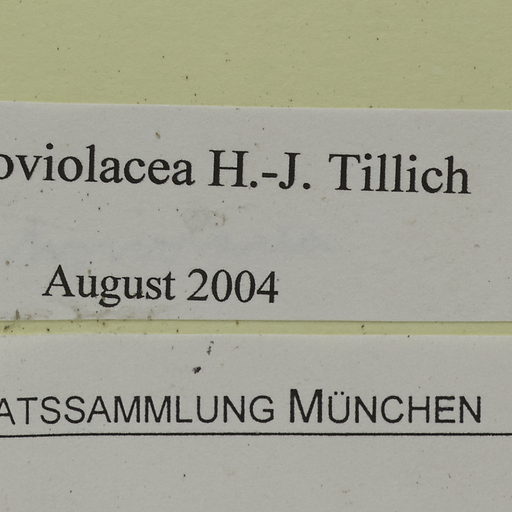 oviolacea H.-J. Tillich
August 2004
ATSSAMMLUNG MÜNCHEN